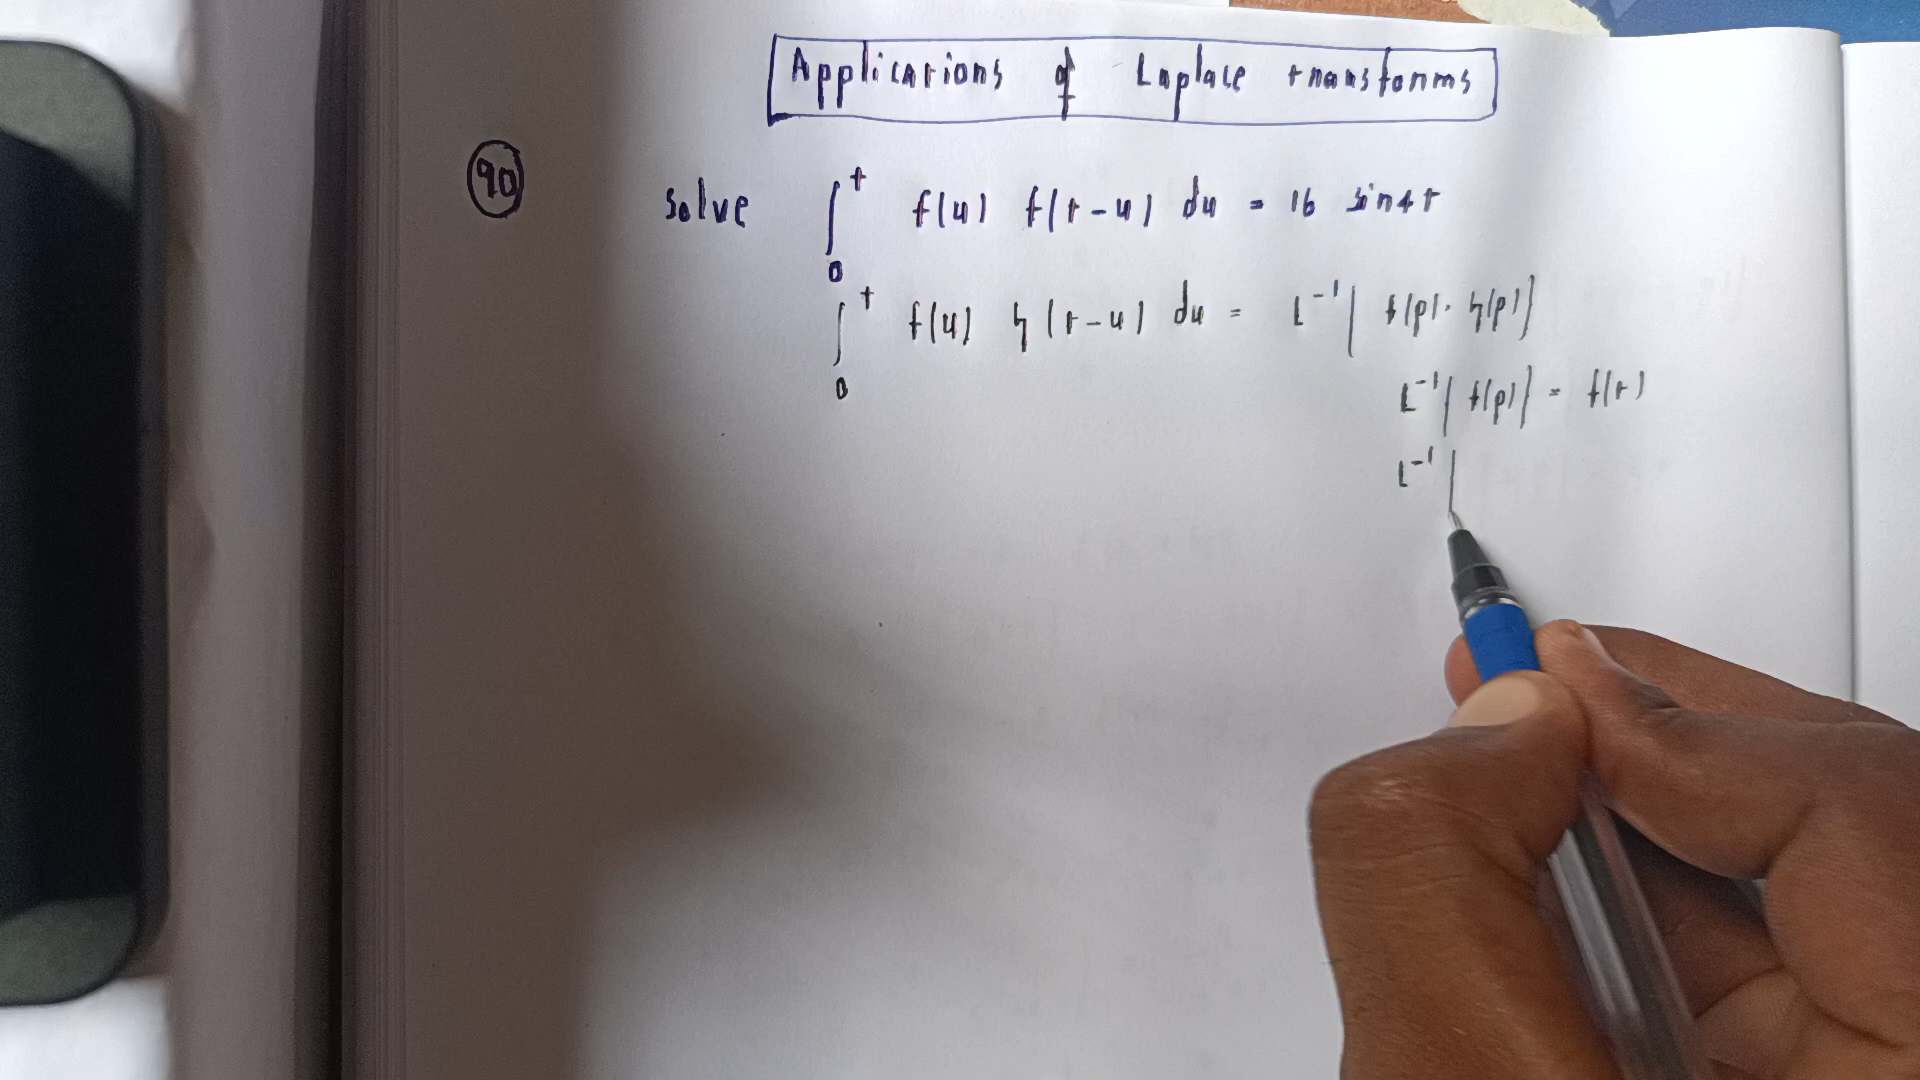 Applications of Laplace transforms
90
Solve ∫₀ᵗ f(u) f(t-u) du = 16 sin4t
∫₀ᵗ f(u) g(t-u) du = L⁻¹{ f(p). g(p)}
L⁻¹{ f(p)} = f(t)
L⁻¹{